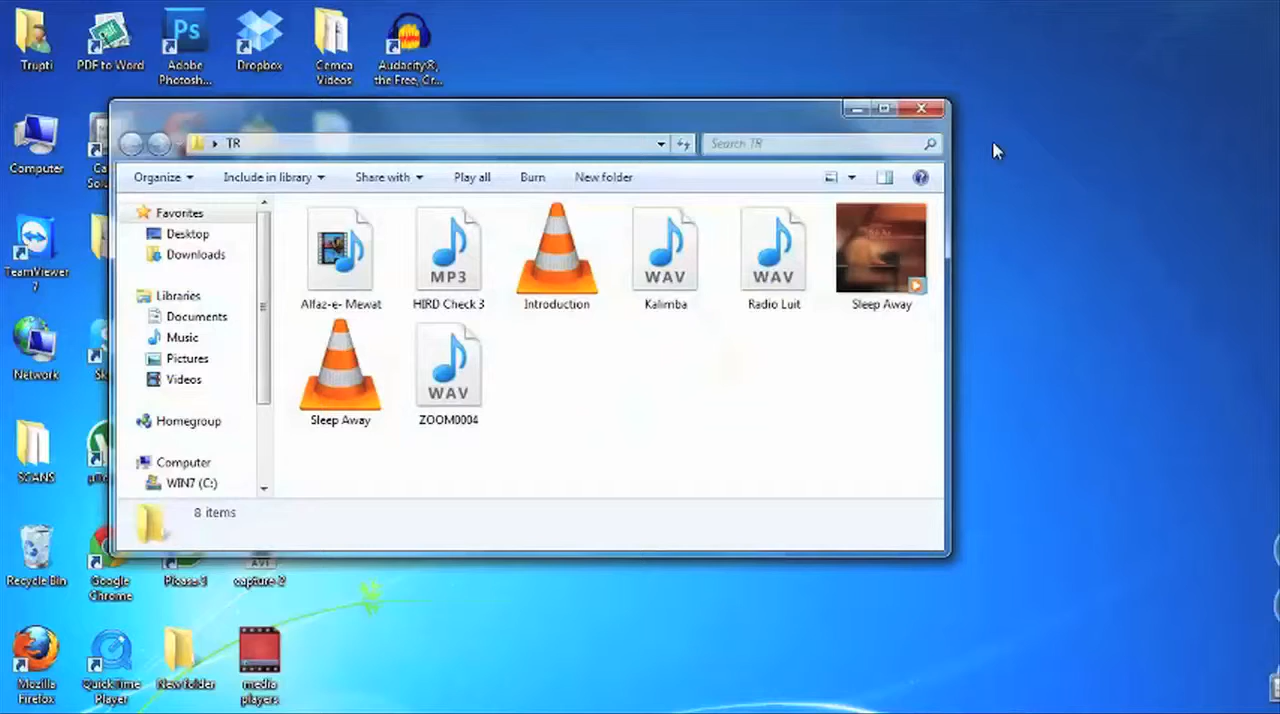 Trupti
PDF to Word
Adobe
Photosh...
Dropbox
Cemca
Videos
Audacity®,
the Free, Cr...
Computer
TeamViewer
7
Network
SCANS
Recycle Bin
Google
Chrome
capture-2
Mozilla
Firefox
QuickTime
Player
New folder
media
players
TR
Search TR
Organize
Include in library
Share with
Play all
Burn
New folder
Favorites
Desktop
Downloads
Libraries
Documents
Music
Pictures
Videos
Homegroup
Computer
WIN7 (C:)
Alfaz-e- Mewat
MP3
HIRD Check 3
Introduction
WAV
Kalimba
WAV
Radio Luit
Sleep Away
Sleep Away
WAV
ZOOM0004
8 items